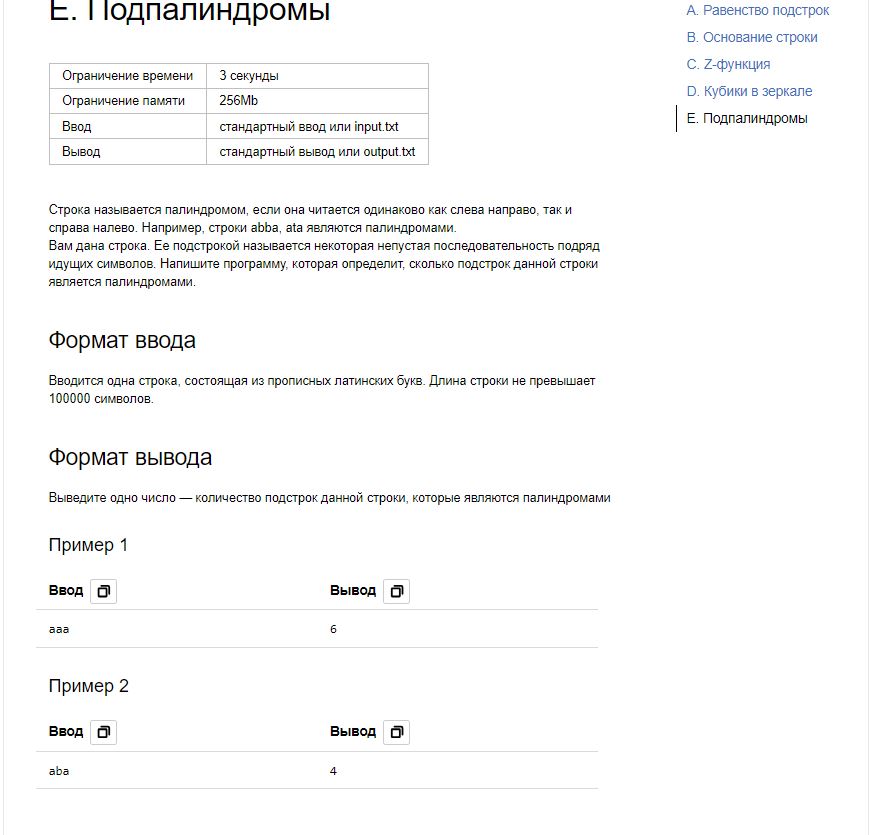 E. Подпалиндромы
Ограничение времени 3 секунды
Ограничение памяти 256Mb
Ввод стандартный ввод или input.txt
Вывод стандартный вывод или output.txt
Строка называется палиндромом, если она читается одинаково как слева направо, так и
справа налево. Например, строки abba, ata являются палиндромами.
Вам дана строка. Ее подстрокой называется некоторая непустая последовательность подряд
идущих символов. Напишите программу, которая определит, сколько подстрок данной строки
является палиндромами.
Формат ввода
Вводится одна строка, состоящая из прописных латинских букв. Длина строки не превышает
100000 символов.
Формат вывода
Выведите одно число — количество подстрок данной строки, которые являются палиндромами
Пример 1
Ввод Вывод
aaa 6
Пример 2
Ввод Вывод
aba 4
A. Равенство подстрок
B. Основание строки
C. Z-функция
D. Кубики в зеркале
E. Подпалиндромы